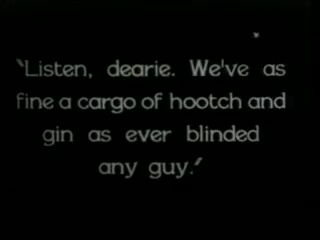 "Listen, dearie. We've as
fine a cargo of hootch and
gin as ever blinded
any guy."